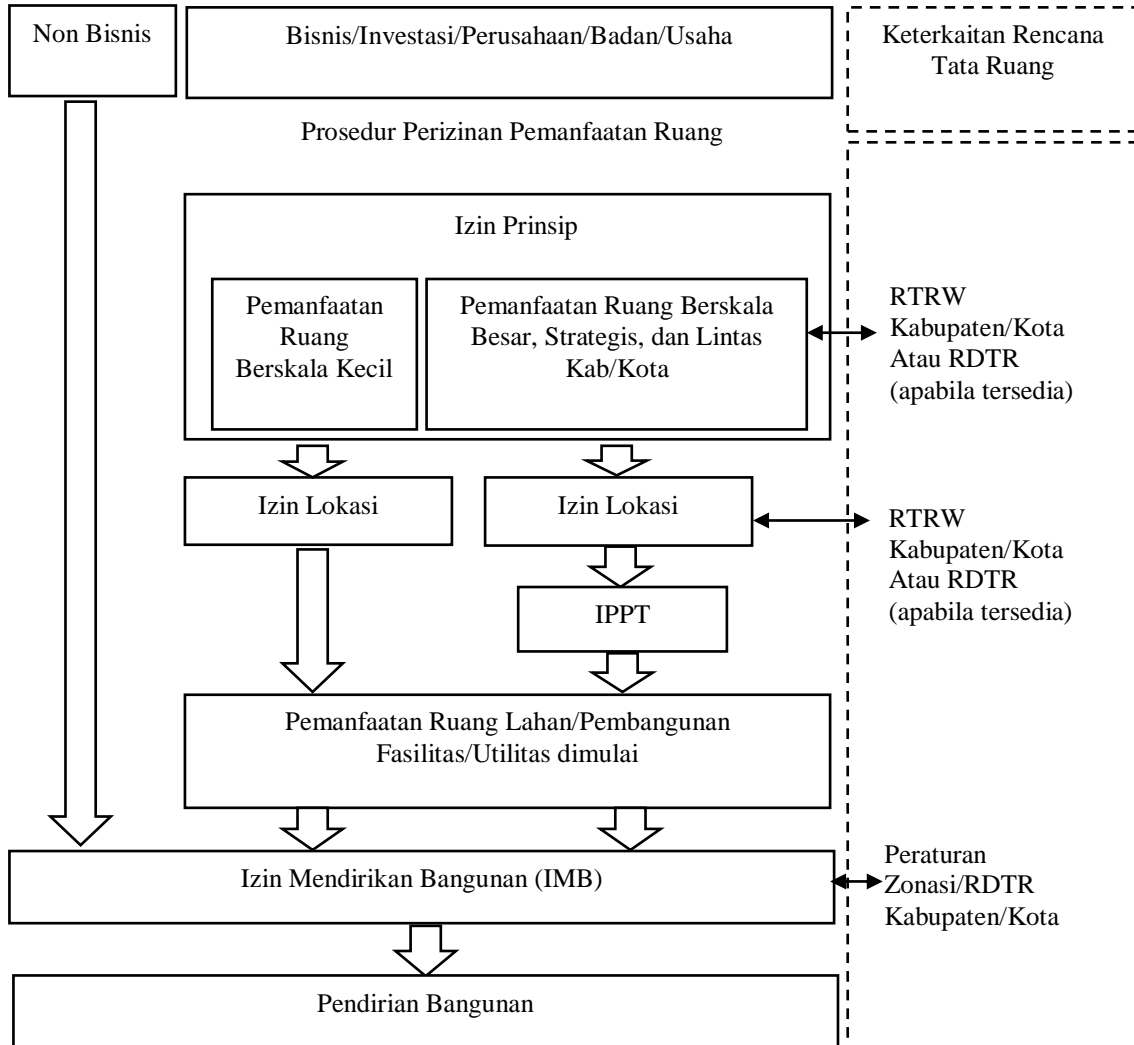 Non Bisnis
Bisnis/Investasi/Perusahaan/Badan/Usaha
Keterkaitan Rencana
Tata Ruang
Prosedur Perizinan Pemanfaatan Ruang
Izin Prinsip
Pemanfaatan
Ruang
Berskala Kecil
Pemanfaatan Ruang Berskala
Besar, Strategis, dan Lintas
Kab/Kota
RTRW
Kabupaten/Kota
Atau RDTR
(apabila tersedia)
Izin Lokasi
Izin Lokasi
RTRW
Kabupaten/Kota
Atau RDTR
(apabila tersedia)
IPPT
Pemanfaatan Ruang Lahan/Pembangunan
Fasilitas/Utilitas dimulai
Izin Mendirikan Bangunan (IMB)
Peraturan
Zonasi/RDTR
Kabupaten/Kota
Pendirian Bangunan